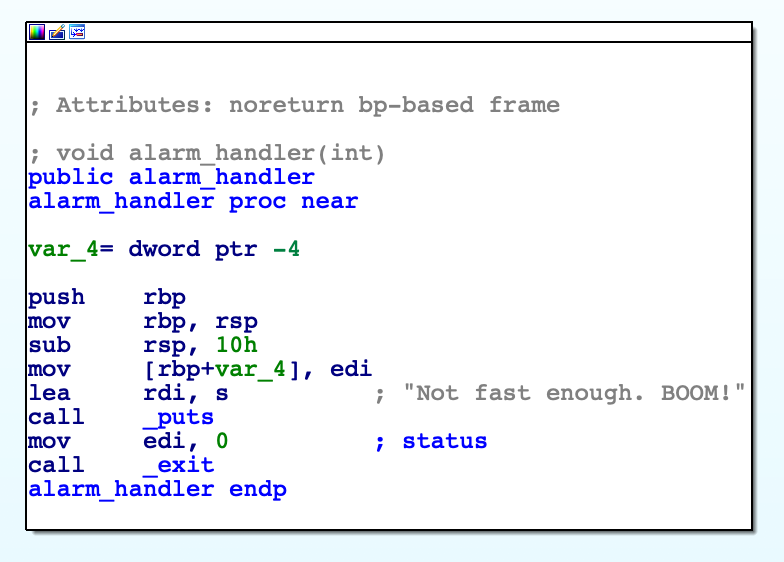 ; Attributes: noreturn bp-based frame
; void alarm_handler(int)
public alarm_handler
alarm_handler proc near
var_4= dword ptr -4
push    rbp
mov     rbp, rsp
sub     rsp, 10h
mov     [rbp+var_4], edi
lea     rdi, s          ; "Not fast enough. BOOM!"
call    _puts
mov     edi, 0          ; status
call    _exit
alarm_handler endp